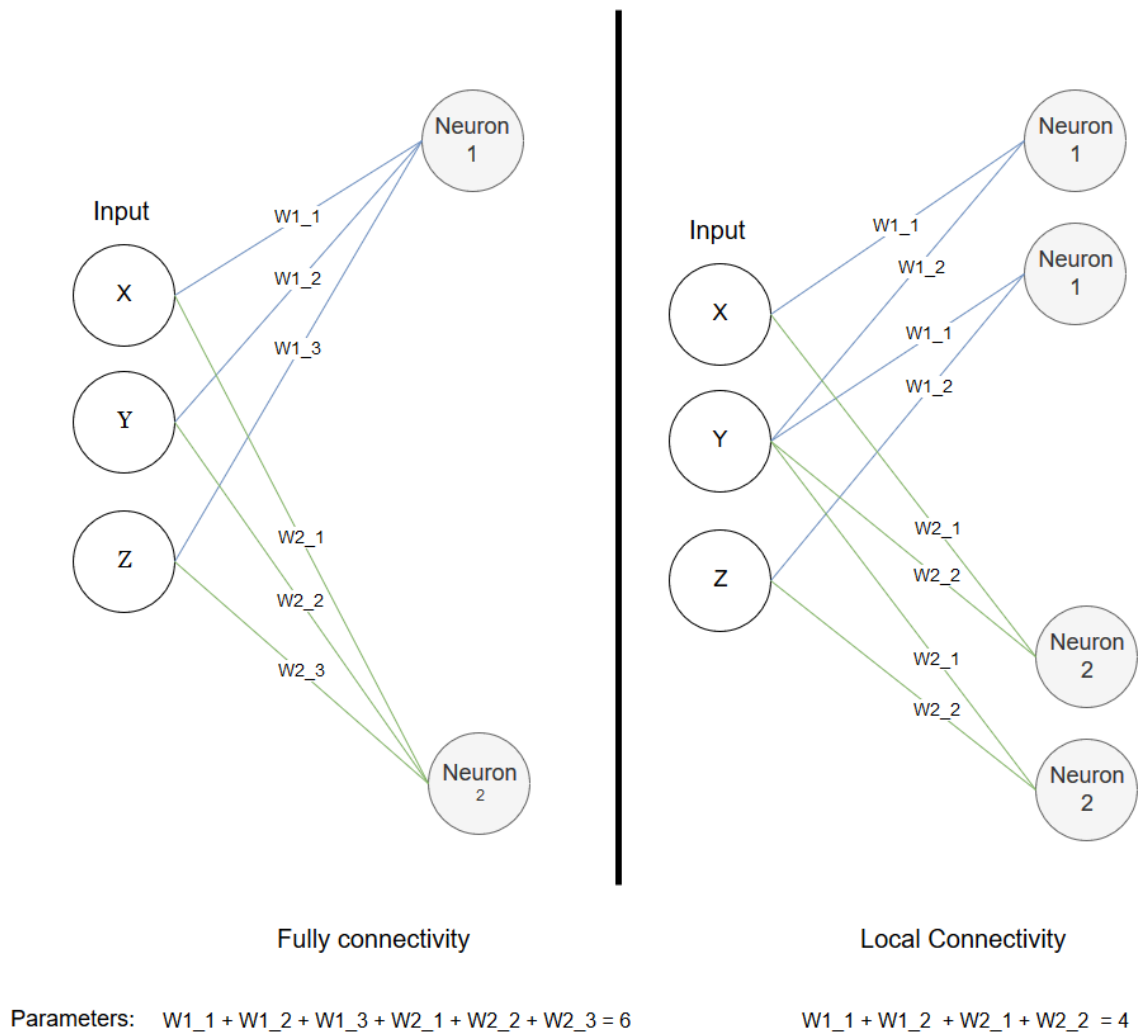 Neuron
1
Input
W1_1
X
W1_2
W1_3
Y
Z
W2_1
W2_2
W2_3
Neuron
2
Fully connectivity
Neuron
1
Input
W1_1
Neuron
1
W1_2
X
W1_1
W1_2
Y
W2_1
W2_2
Z
Neuron
2
W2_1
W2_2
Neuron
2
Local Connectivity
Parameters: W1_1 + W1_2 + W1_3 + W2_1 + W2_2 + W2_3 = 6
W1_1 + W1_2 + W2_1 + W2_2 = 4